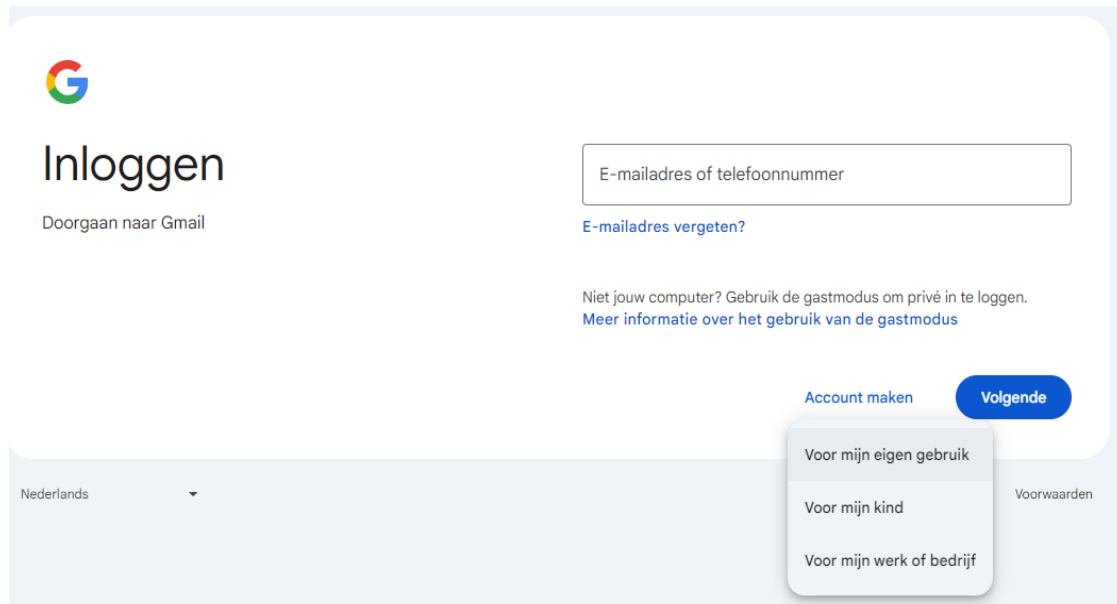 Inloggen
Doorgaan naar Gmail
E-mailadres of telefoonnummer
E-mailadres vergeten?
Niet jouw computer? Gebruik de gastmodus om privé in te loggen.
Meer informatie over het gebruik van de gastmodus
Account maken
Volgende
Voor mijn eigen gebruik
Voor mijn kind
Voor mijn werk of bedrijf
Nederlands
Voorwaarden